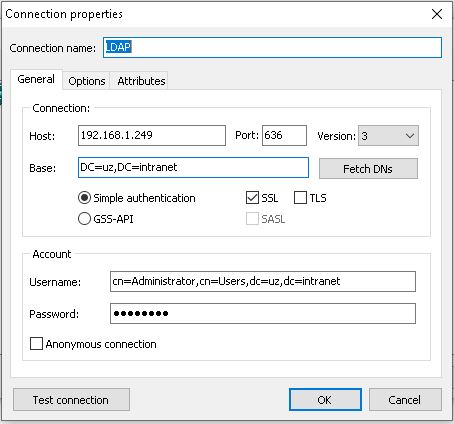 Connection properties
Connection name: LDAP
General Options Attributes
Connection:
Host: 192.168.1.249 Port: 636 Version: 3
Base: DC=uz,DC=intranet Fetch DNs
Simple authentication SSL TLS
GSS-API SASL
Account
Username: cn=Administrator,cn=Users,dc=uz,dc=intranet
Password: ●●●●●●●●
Anonymous connection
Test connection OK Cancel